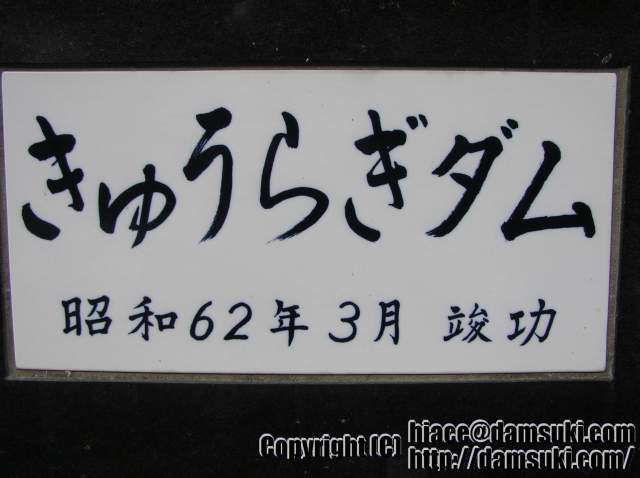 きゅうらぎダム
昭和62年3月 竣功
Copyright (C) hiace@damsuki.com
http://damsuki.com/